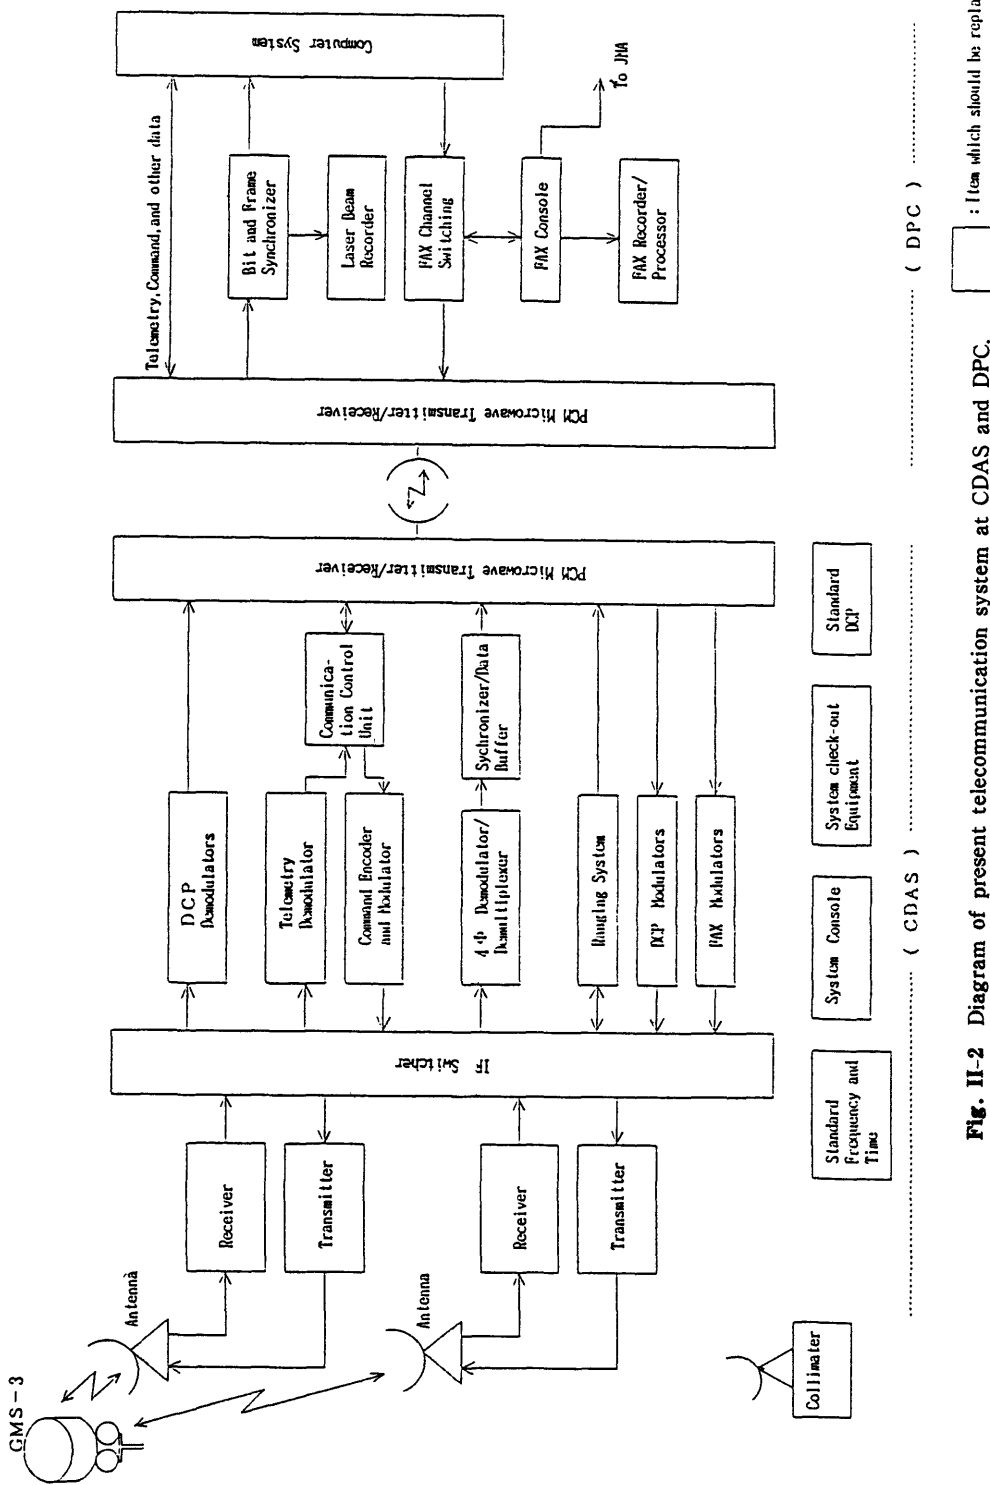 GMS-3
Antenna
Receiver
Transmitter
Antenna
Receiver
Transmitter
Collimater
IF Switcher
DCP
Demodulators
Telemetry
Demodulator
Command Encoder
and Modulator
4 Φ Demodulator/
Demultiplexer
Ranging System
DCP Modulators
FAX Modulators
Communica-
tion Control
Unit
Sychronizer/Data
Buffer
PCM Microwave Transmitter/Receiver
Standard
Frequency and
Time
System Console
System check-out
Equipment
Standard
DCP
( CDAS )
PCM Microwave Transmitter/Receiver
Telemetry, Command, and other data
Bit and Frame
Synchronizer
Laser Beam
Recorder
FAX Channel
Switching
FAX Console
FAX Recorder/
Processor
To JMA
Computer System
( DPC )
: Item which should be
Fig. II-2 Diagram of present telecommunication system at CDAS and DPC.